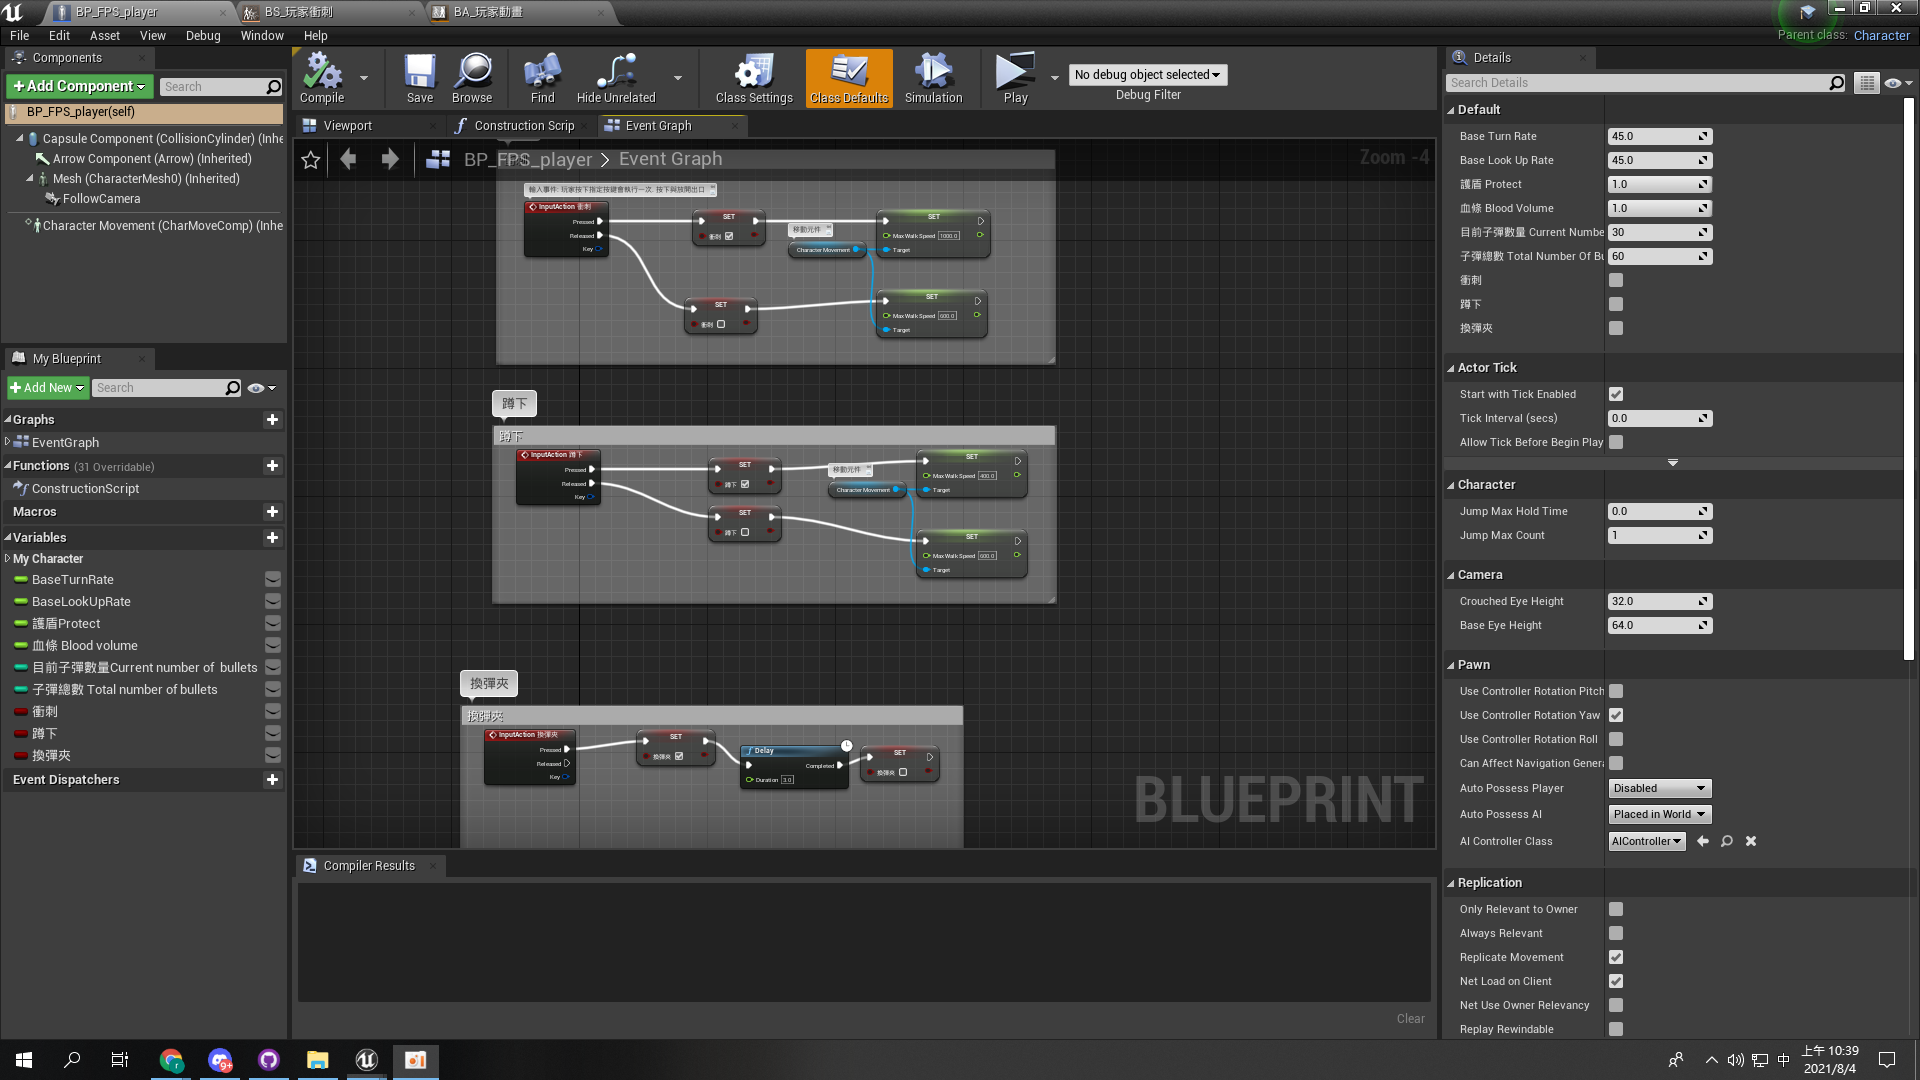 BP_FPS_player
BS_玩家衝刺
BA_玩家動畫
File Edit Asset View Debug Window Help
Parent class: Character
Components
Add Component
Search
BP_FPS_player(self)
Capsule Component (CollisionCylinder) (Inhe
Arrow Component (Arrow) (Inherited)
Mesh (CharacterMesh0) (Inherited)
FollowCamera
Character Movement (CharMoveComp) (Inhe
My Blueprint
Add New
Search
Graphs
EventGraph
Functions (31 Overridable)
ConstructionScript
Macros
Variables
My Character
BaseTurnRate
BaseLookUpRate
護盾Protect
血條 Blood volume
目前子彈數量Current number of bullets
子彈總數 Total number of bullets
衝刺
蹲下
換彈夾
Event Dispatchers
Compile
Save
Browse
Find
Hide Unrelated
Class Settings
Class Defaults
Simulation
Play
No debug object selected
Debug Filter
Viewport
Construction Scrip
Event Graph
BP_FPS_player > Event Graph
Zoom -4
輸入事件: 玩家按下指定按鍵會執行一次. 按下與放開出口
InputAction 衝刺
Pressed
Released
Key
SET
衝刺
移動元件
Character Movement
SET
Max Walk Speed 1000.0
Target
SET
衝刺
SET
Max Walk Speed 600.0
Target
蹲下
蹲下
InputAction 蹲下
Pressed
Released
Key
SET
蹲下
移動元件
Character Movement
SET
Max Walk Speed 400.0
Target
SET
蹲下
SET
Max Walk Speed 600.0
Target
換彈夾
換彈夾
InputAction 換彈夾
Pressed
Released
Key
SET
換彈夾
Delay
Completed
Duration 3.0
SET
換彈夾
BLUEPRINT
Compiler Results
Clear
Details
Search Details
Default
Base Turn Rate 45.0
Base Look Up Rate 45.0
護盾 Protect 1.0
血條 Blood Volume 1.0
目前子彈數量 Current Numbe 30
子彈總數 Total Number Of Bu 60
衝刺
蹲下
換彈夾
Actor Tick
Start with Tick Enabled
Tick Interval (secs) 0.0
Allow Tick Before Begin Play
Character
Jump Max Hold Time 0.0
Jump Max Count 1
Camera
Crouched Eye Height 32.0
Base Eye Height 64.0
Pawn
Use Controller Rotation Pitch
Use Controller Rotation Yaw
Use Controller Rotation Roll
Can Affect Navigation Genera
Auto Possess Player Disabled
Auto Possess AI Placed in World
AI Controller Class AIController
Replication
Only Relevant to Owner
Always Relevant
Replicate Movement
Net Load on Client
Net Use Owner Relevancy
Replay Rewindable
9+
中
上午 10:39
2021/8/4